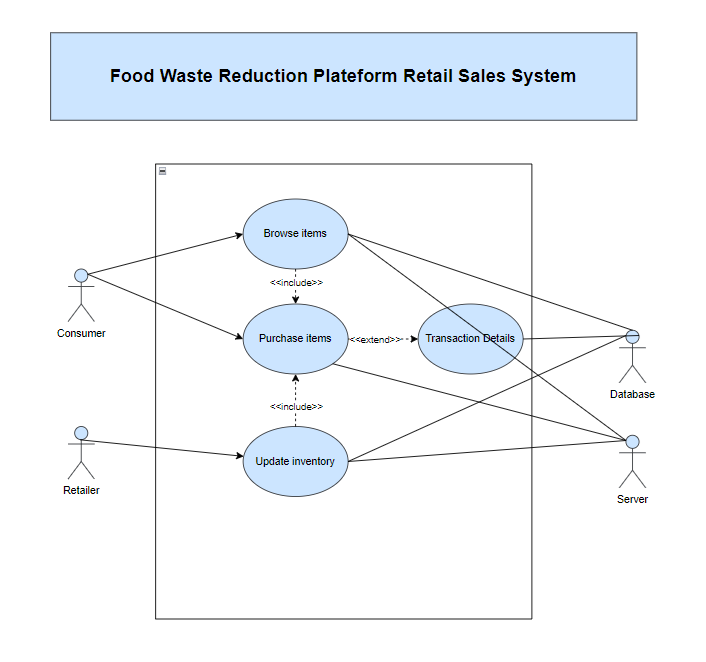 Food Waste Reduction Plateform Retail Sales System
Browse items
<<include>>
Consumer
Purchase items
<<extend>>
Transaction Details
Database
<<include>>
Update inventory
Retailer
Server